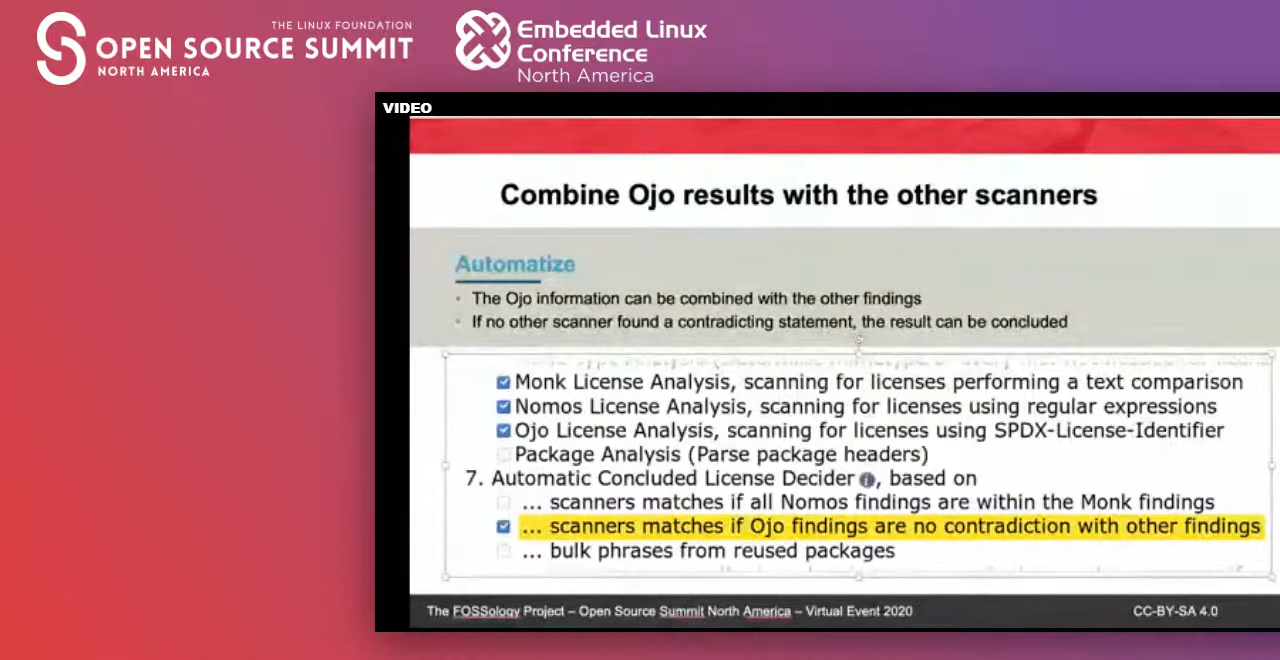 THE LINUX FOUNDATION
OPEN SOURCE SUMMIT
NORTH AMERICA
Embedded Linux
Conference
North America
VIDEO
Combine Ojo results with the other scanners
Automatize
• The Ojo information can be combined with the other findings
• If no other scanner found a contradicting statement, the result can be concluded
Monk License Analysis, scanning for licenses performing a text comparison
Nomos License Analysis, scanning for licenses using regular expressions
Ojo License Analysis, scanning for licenses using SPDX-License-Identifier
Package Analysis (Parse package headers)
7. Automatic Concluded License Decider i, based on
... scanners matches if all Nomos findings are within the Monk findings
... scanners matches if Ojo findings are no contradiction with other findings
... bulk phrases from reused packages
The FOSSology Project – Open Source Summit North America – Virtual Event 2020
CC-BY-SA 4.0